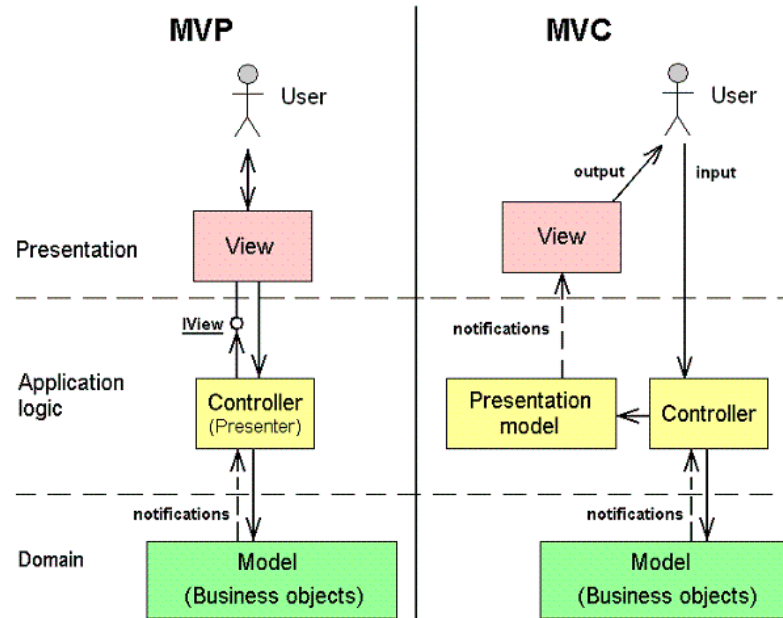 MVP
User
View
Presentation
IView
Application
logic
Controller
(Presenter)
notifications
Domain
Model
(Business objects)
MVC
User
output
input
View
notifications
Presentation
model
Controller
notifications
Model
(Business objects)